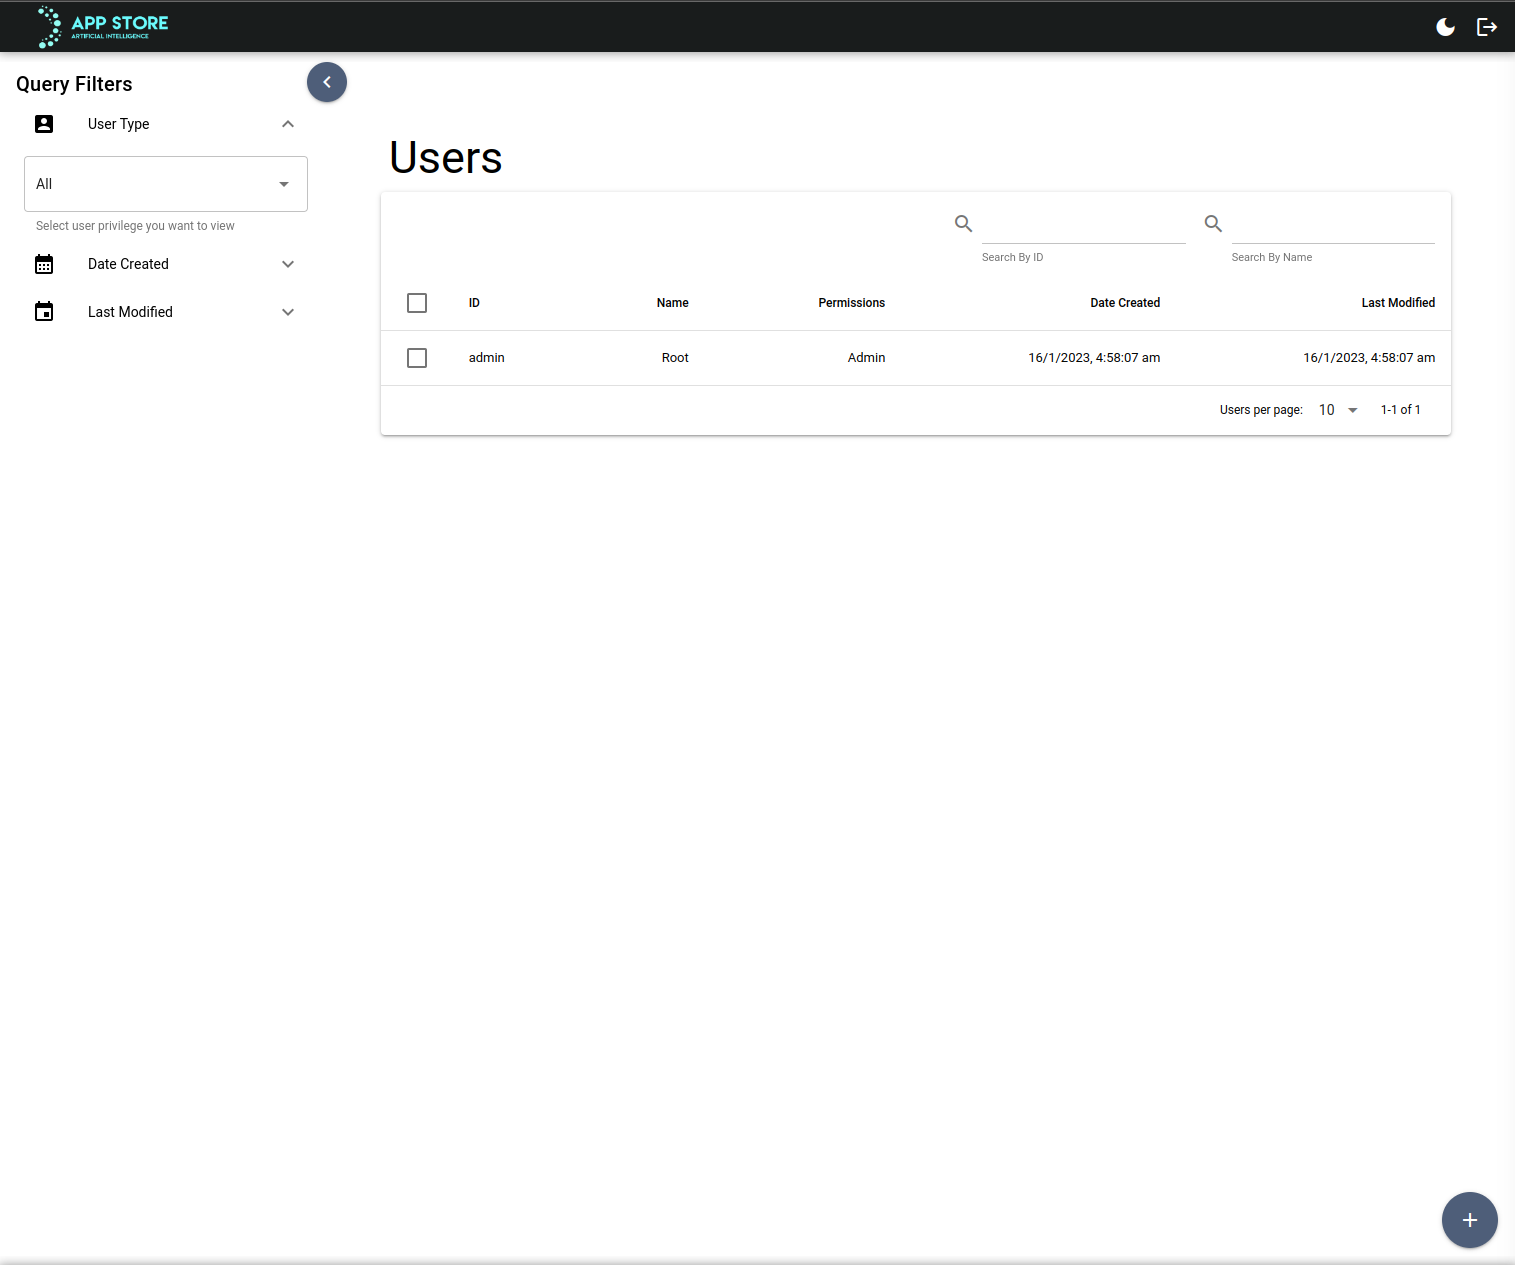 APP STORE
ARTIFICIAL INTELLIGENCE
Query Filters
User Type
All
Select user privilege you want to view
Date Created
Last Modified
Users
Search By ID
Search By Name
ID Name Permissions Date Created Last Modified
admin Root Admin 16/1/2023, 4:58:07 am 16/1/2023, 4:58:07 am
Users per page: 10 1-1 of 1